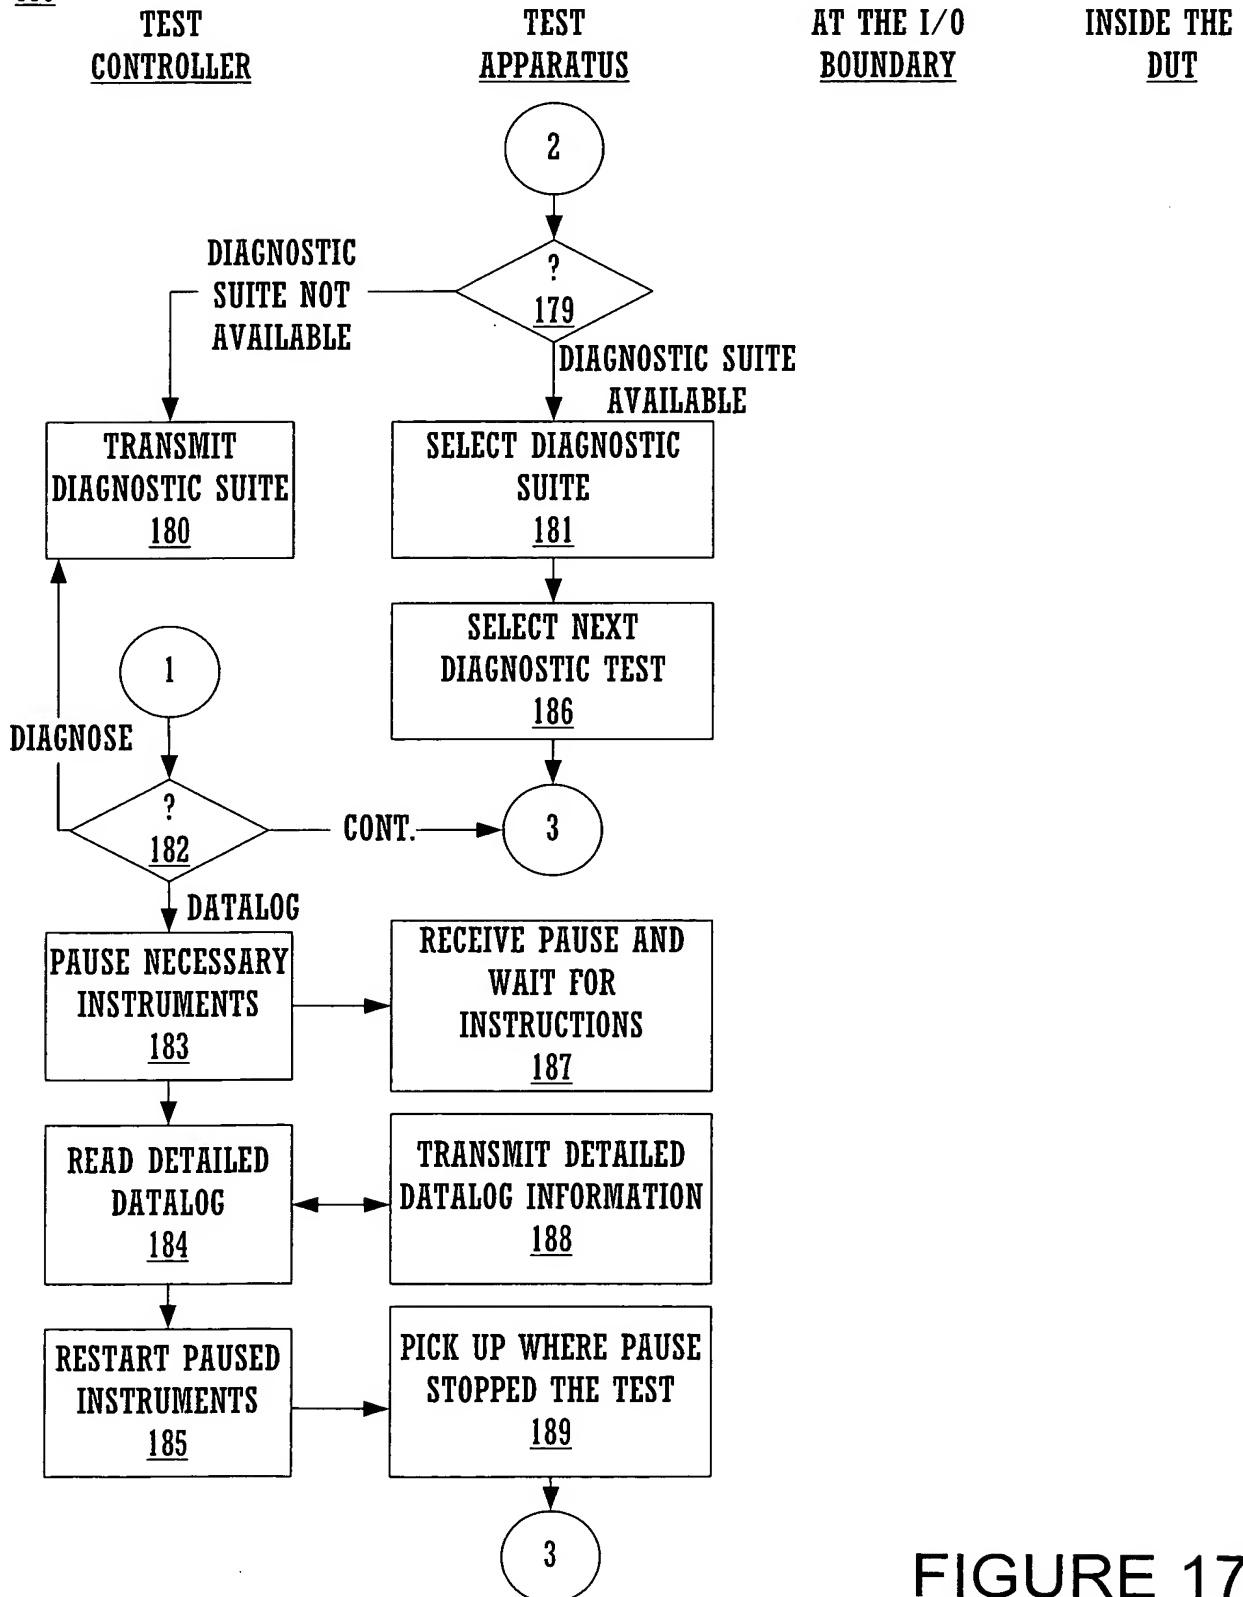 TEST
CONTROLLER
TEST
APPARATUS
AT THE I/O
BOUNDARY
INSIDE THE
DUT
2
?
179
DIAGNOSTIC
SUITE NOT
AVAILABLE
DIAGNOSTIC SUITE
AVAILABLE
TRANSMIT
DIAGNOSTIC SUITE
180
SELECT DIAGNOSTIC
SUITE
181
SELECT NEXT
DIAGNOSTIC TEST
186
1
DIAGNOSE
?
182
CONT.
3
DATALOG
PAUSE NECESSARY
INSTRUMENTS
183
RECEIVE PAUSE AND
WAIT FOR
INSTRUCTIONS
187
READ DETAILED
DATALOG
184
TRANSMIT DETAILED
DATALOG INFORMATION
188
RESTART PAUSED
INSTRUMENTS
185
PICK UP WHERE PAUSE
STOPPED THE TEST
189
3
FIGURE 17